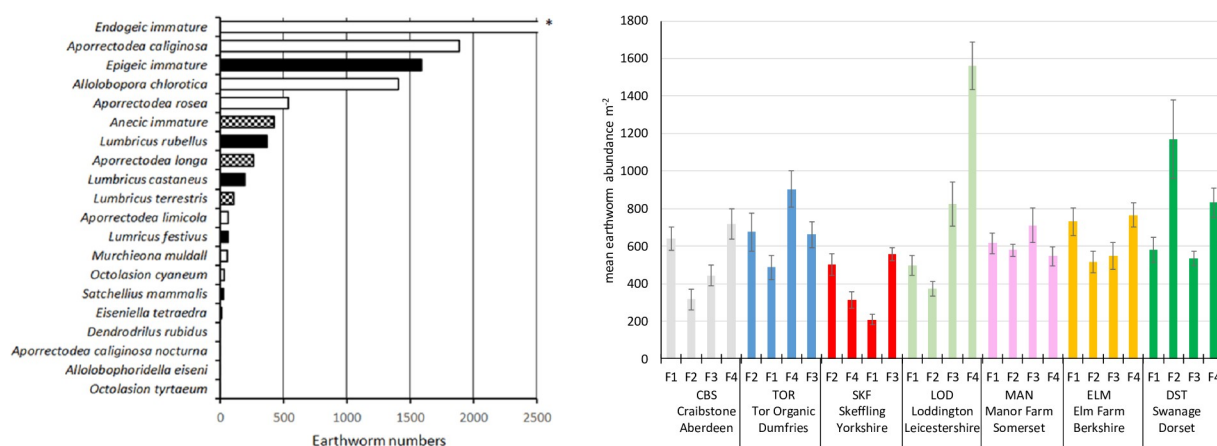 Endogeic immature *
Aporrectodea caliginosa
Epigeic immature
Allolobopora chlorotica
Aporrectodea rosea
Anecic immature
Lumbricus rubellus
Aporrectodea longa
Lumbricus castaneus
Lumbricus terrestris
Aporrectodea limicola
Lumricus festivus
Murchieona muldall
Octolasion cyaneum
Satchellius mammalis
Eiseniella tetraedra
Dendrodrilus rubidus
Aporrectodea caliginosa nocturna
Allolobophoridella eiseni
Octolasion tyrtaeum
0 500 1000 1500 2000 2500
Earthworm numbers
mean earthworm abundance m-2
1800
1600
1400
1200
1000
800
600
400
200
0
F1 F2 F3 F4 F2 F1 F4 F3 F2 F4 F1 F3 F1 F2 F3 F4 F1 F2 F3 F4 F1 F2 F3 F4 F1 F2 F3 F4
CBS TOR SKF LOD MAN ELM DST
Craibstone Tor Organic Skeffling Loddington Manor Farm Elm Farm Swanage
Aberdeen Dumfries Yorkshire Leicestershire Somerset Berkshire Dorset